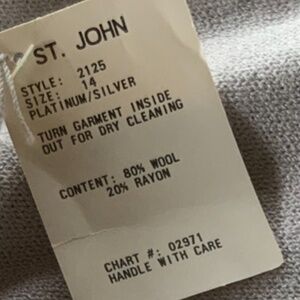 ST. JOHN
STYLE: 2125
SIZE: 14
PLATINUM/SILVER
TURN GARMENT INSIDE
OUT FOR DRY CLEANING
CONTENT: 80% WOOL
20% RAYON
CHART #: 02971
HANDLE WITH CARE